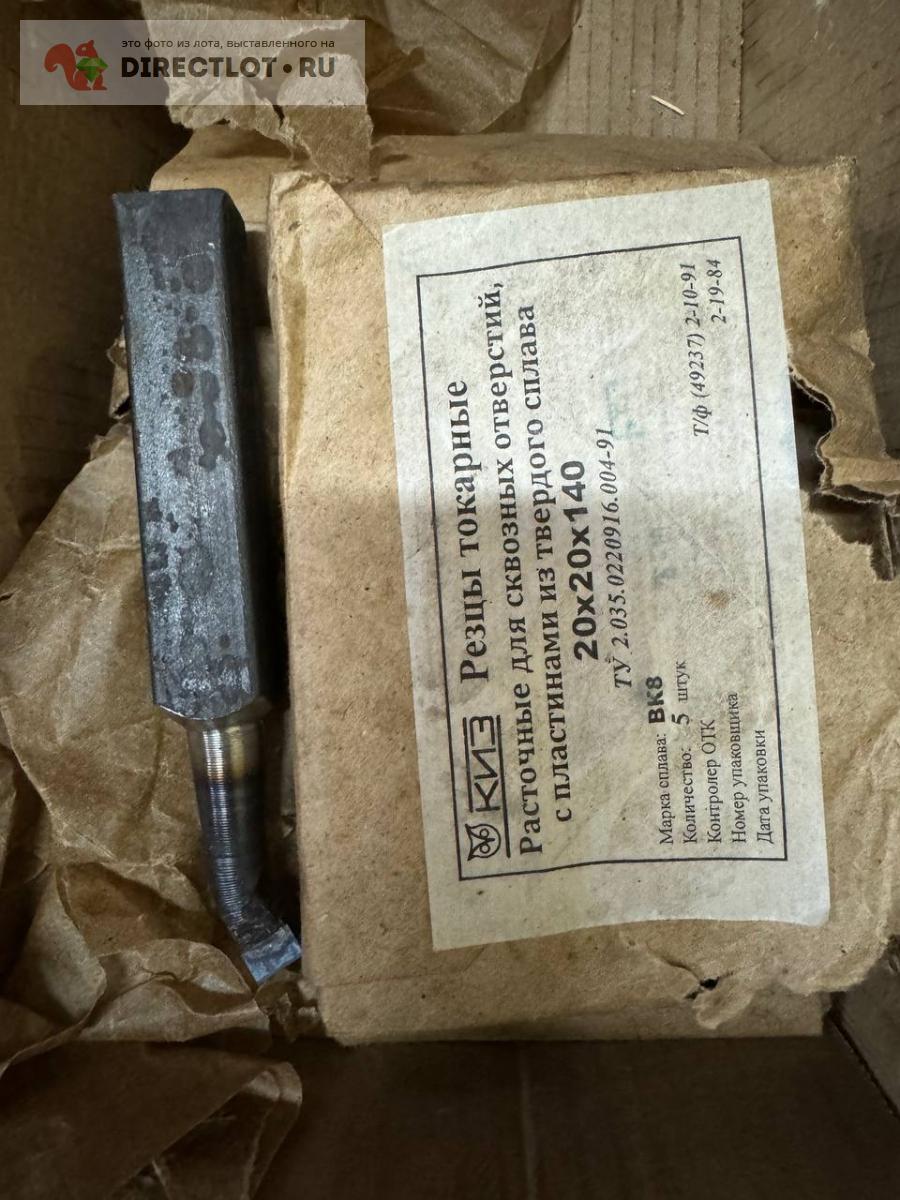 это фото из лота, выставленного на
DIRECTLOT•RU
КИЗ Резцы токарные
Расточные для сквозных отверстий,
с пластинами из твердого сплава
20х20х140
ТУ 2.035.0220916.004-91
Марка сплава: ВК8
Количество: 5 штук
Контролер ОТК
Номер упаковщика
Дата упаковки
Т/ф (49237) 2-10-91
2-19-84